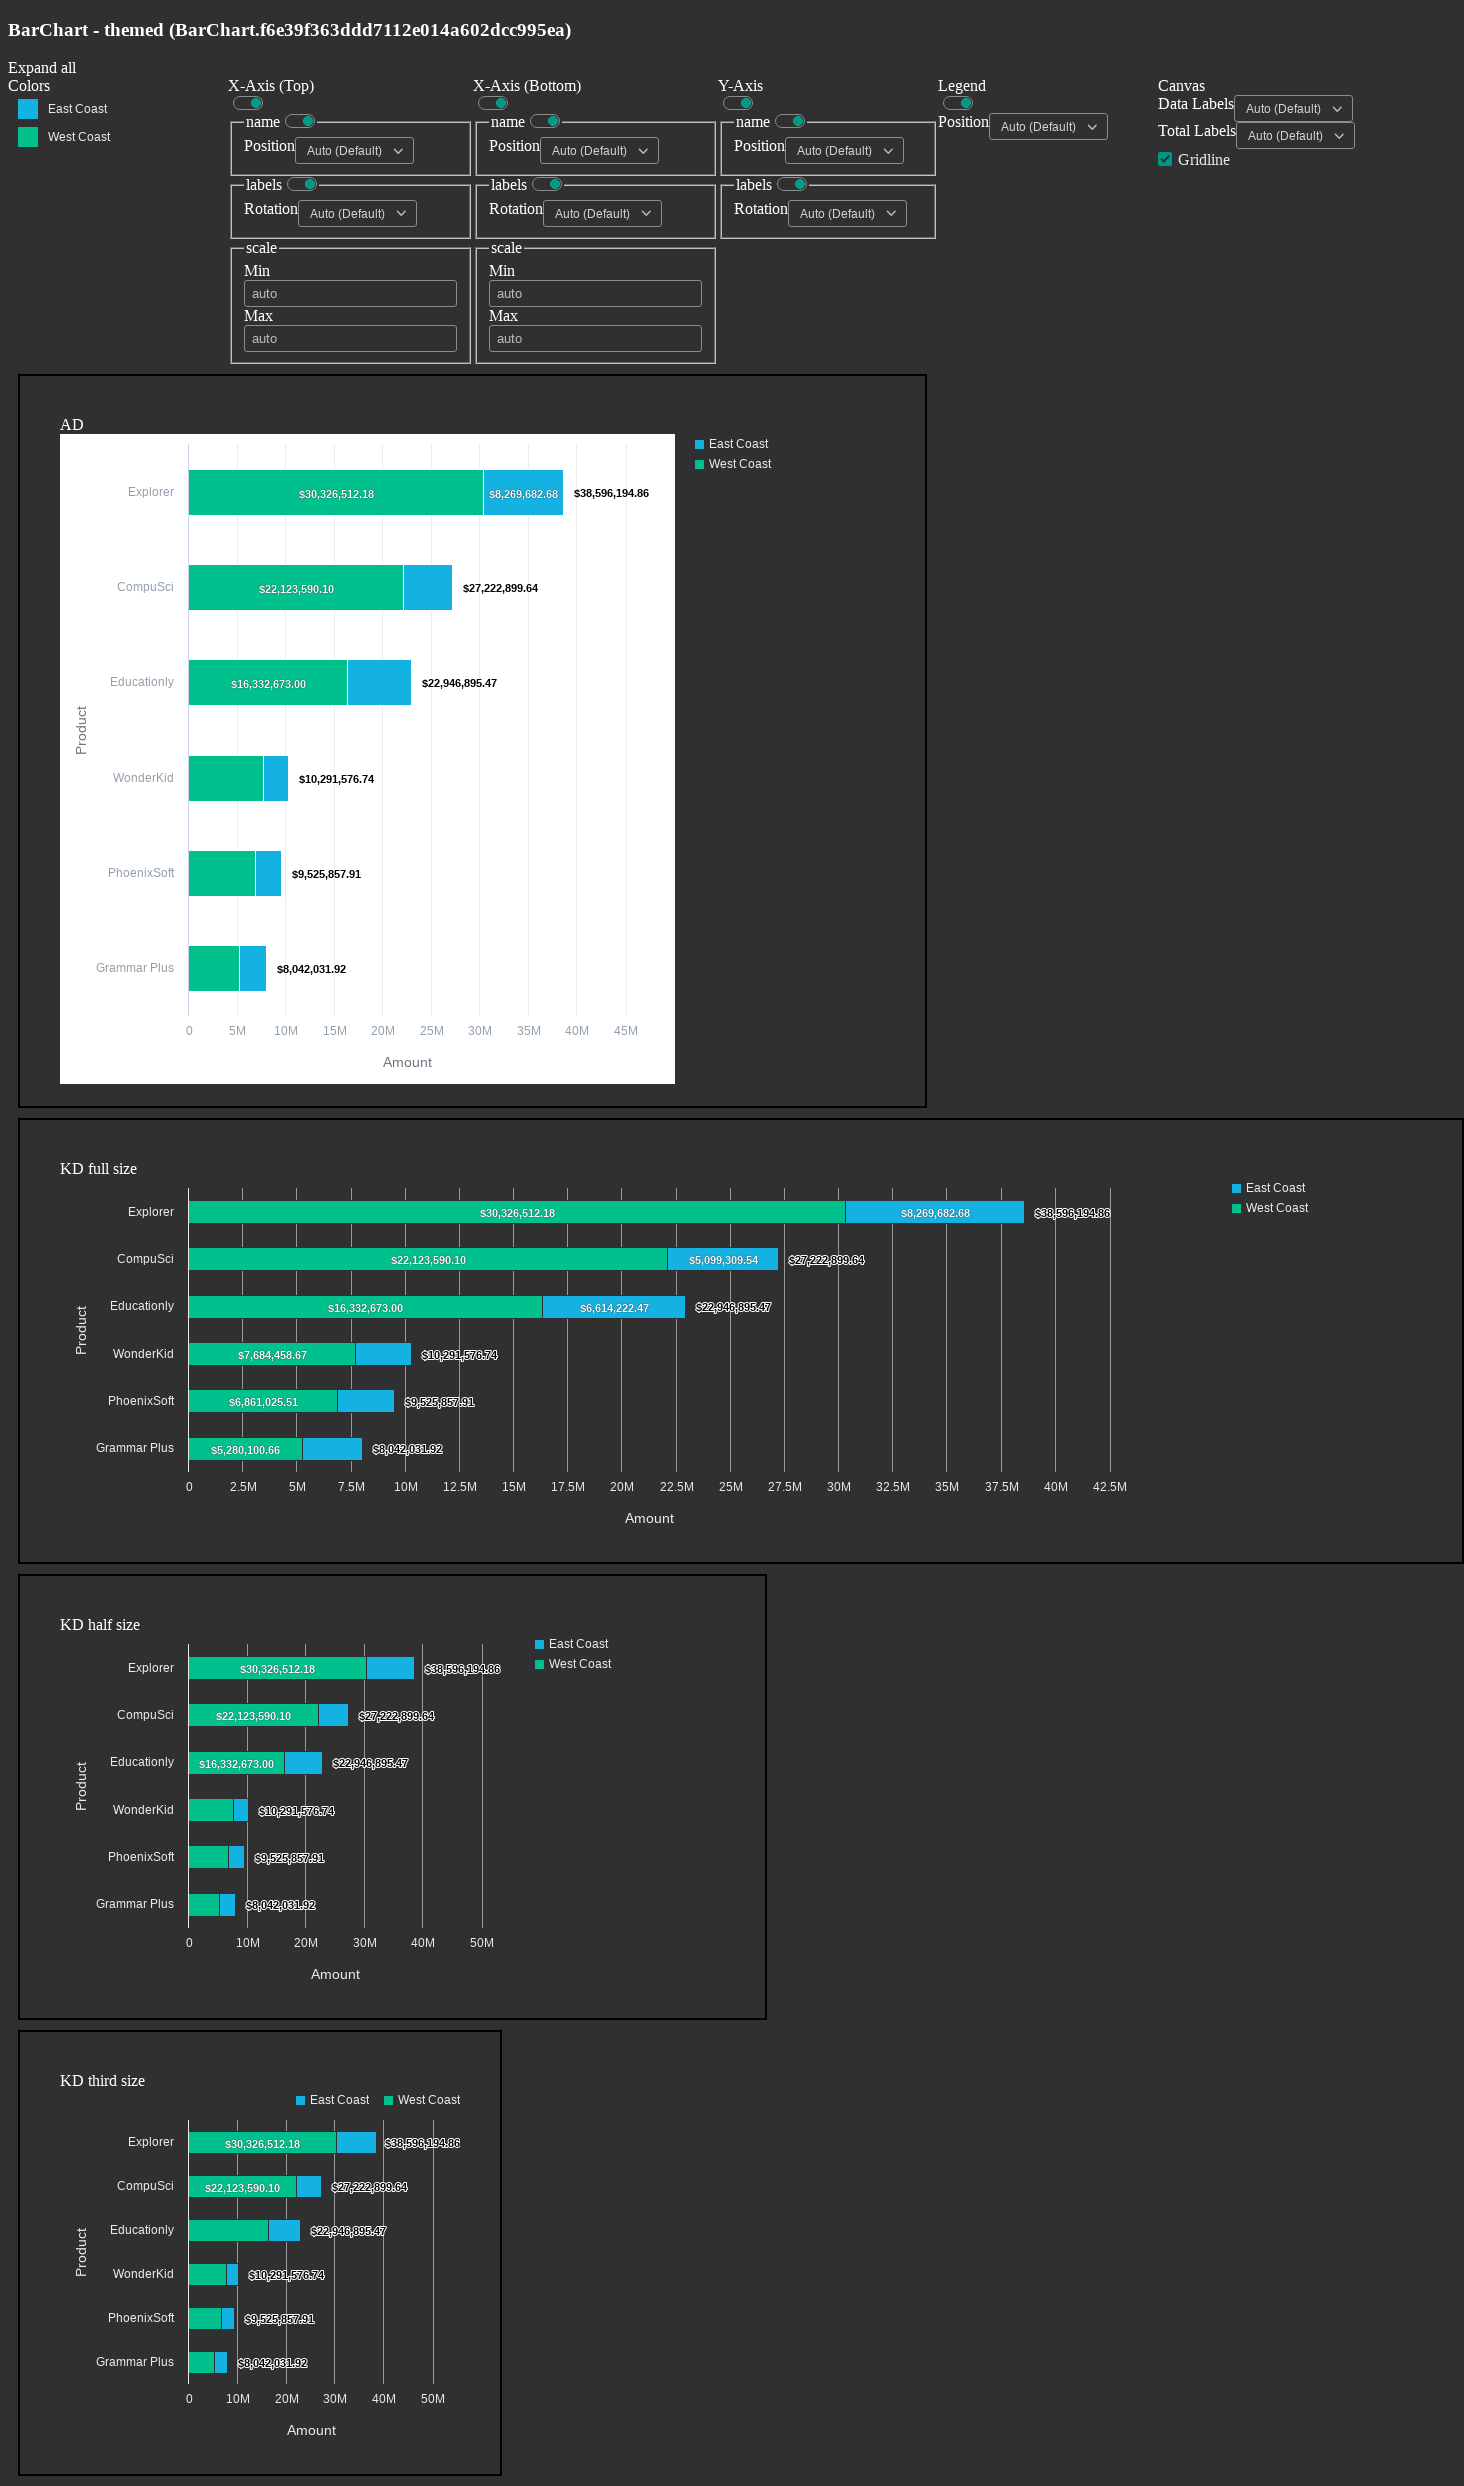 BarChart - themed (BarChart.f6e39f363ddd7112e014a602dcc995ea)
Expand all
Colors
East Coast
West Coast
X-Axis (Top)
name
Position Auto (Default)
labels
Rotation Auto (Default)
scale
Min
auto
Max
auto
X-Axis (Bottom)
name
Position Auto (Default)
labels
Rotation Auto (Default)
scale
Min
auto
Max
auto
Y-Axis
name
Position Auto (Default)
labels
Rotation Auto (Default)
Legend
Position Auto (Default)
Canvas
Data Labels Auto (Default)
Total Labels Auto (Default)
Gridline
AD
East Coast
West Coast
Explorer $30,326,512.18 $8,269,682.68 $38,596,194.86
CompuSci $22,123,590.10 $27,222,899.64
Educationly $16,332,673.00 $22,946,895.47
Product
WonderKid $10,291,576.74
PhoenixSoft $9,525,857.91
Grammar Plus $8,042,031.92
0 5M 10M 15M 20M 25M 30M 35M 40M 45M
Amount
KD full size
East Coast
West Coast
Explorer $30,326,512.18 $8,269,682.68 $38,596,194.86
CompuSci $22,123,590.10 $5,099,309.54 $27,222,899.64
Educationly $16,332,673.00 $6,614,222.47 $22,946,895.47
Product
WonderKid $7,684,458.67 $10,291,576.74
PhoenixSoft $6,861,025.51 $9,525,857.91
Grammar Plus $5,280,100.66 $8,042,031.92
0 2.5M 5M 7.5M 10M 12.5M 15M 17.5M 20M 22.5M 25M 27.5M 30M 32.5M 35M 37.5M 40M 42.5M
Amount
KD half size
East Coast
West Coast
Explorer $30,326,512.18 $38,596,194.86
CompuSci $22,123,590.10 $27,222,899.64
Educationly $16,332,673.00 $22,946,895.47
Product
WonderKid $10,291,576.74
PhoenixSoft $9,525,857.91
Grammar Plus $8,042,031.92
0 10M 20M 30M 40M 50M
Amount
KD third size
East Coast West Coast
Explorer $30,326,512.18 $38,596,194.86
CompuSci $22,123,590.10 $27,222,899.64
Educationly $22,946,895.47
Product
WonderKid $10,291,576.74
PhoenixSoft $9,525,857.91
Grammar Plus $8,042,031.92
0 10M 20M 30M 40M 50M
Amount